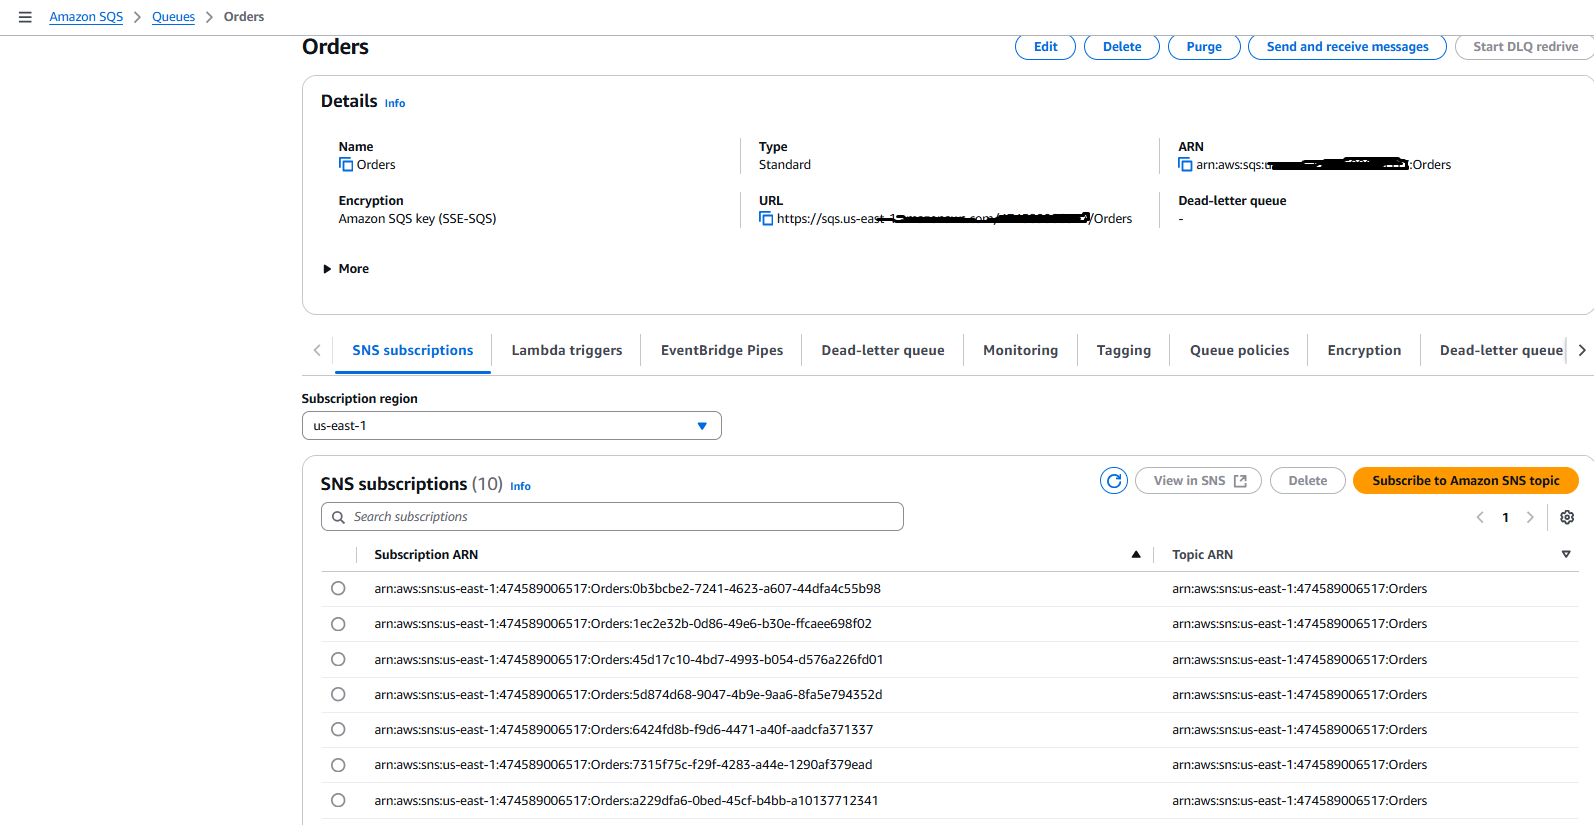 Amazon SQS > Queues > Orders
Orders
Edit Delete Purge Send and receive messages Start DLQ redrive
Details Info
Name Type ARN
Orders Standard arn:aws:sqs: :Orders
Encryption URL Dead-letter queue
Amazon SQS key (SSE-SQS) https://sqs.us-east- /Orders -
More
SNS subscriptions Lambda triggers EventBridge Pipes Dead-letter queue Monitoring Tagging Queue policies Encryption Dead-letter queue
Subscription region
us-east-1
SNS subscriptions (10) Info View in SNS Delete Subscribe to Amazon SNS topic
Search subscriptions 1
Subscription ARN Topic ARN
arn:aws:sns:us-east-1:474589006517:Orders:0b3bcbe2-7241-4623-a607-44dfa4c55b98 arn:aws:sns:us-east-1:474589006517:Orders
arn:aws:sns:us-east-1:474589006517:Orders:1ec2e32b-0d86-49e6-b30e-ffcaee698f02 arn:aws:sns:us-east-1:474589006517:Orders
arn:aws:sns:us-east-1:474589006517:Orders:45d17c10-4bd7-4993-b054-d576a226fd01 arn:aws:sns:us-east-1:474589006517:Orders
arn:aws:sns:us-east-1:474589006517:Orders:5d874d68-9047-4b9e-9aa6-8fa5e794352d arn:aws:sns:us-east-1:474589006517:Orders
arn:aws:sns:us-east-1:474589006517:Orders:6424fd8b-f9d6-4471-a40f-aadcfa371337 arn:aws:sns:us-east-1:474589006517:Orders
arn:aws:sns:us-east-1:474589006517:Orders:7315f75c-f29f-4283-a44e-1290af379ead arn:aws:sns:us-east-1:474589006517:Orders
arn:aws:sns:us-east-1:474589006517:Orders:a229dfa6-0bed-45cf-b4bb-a10137712341 arn:aws:sns:us-east-1:474589006517:Orders